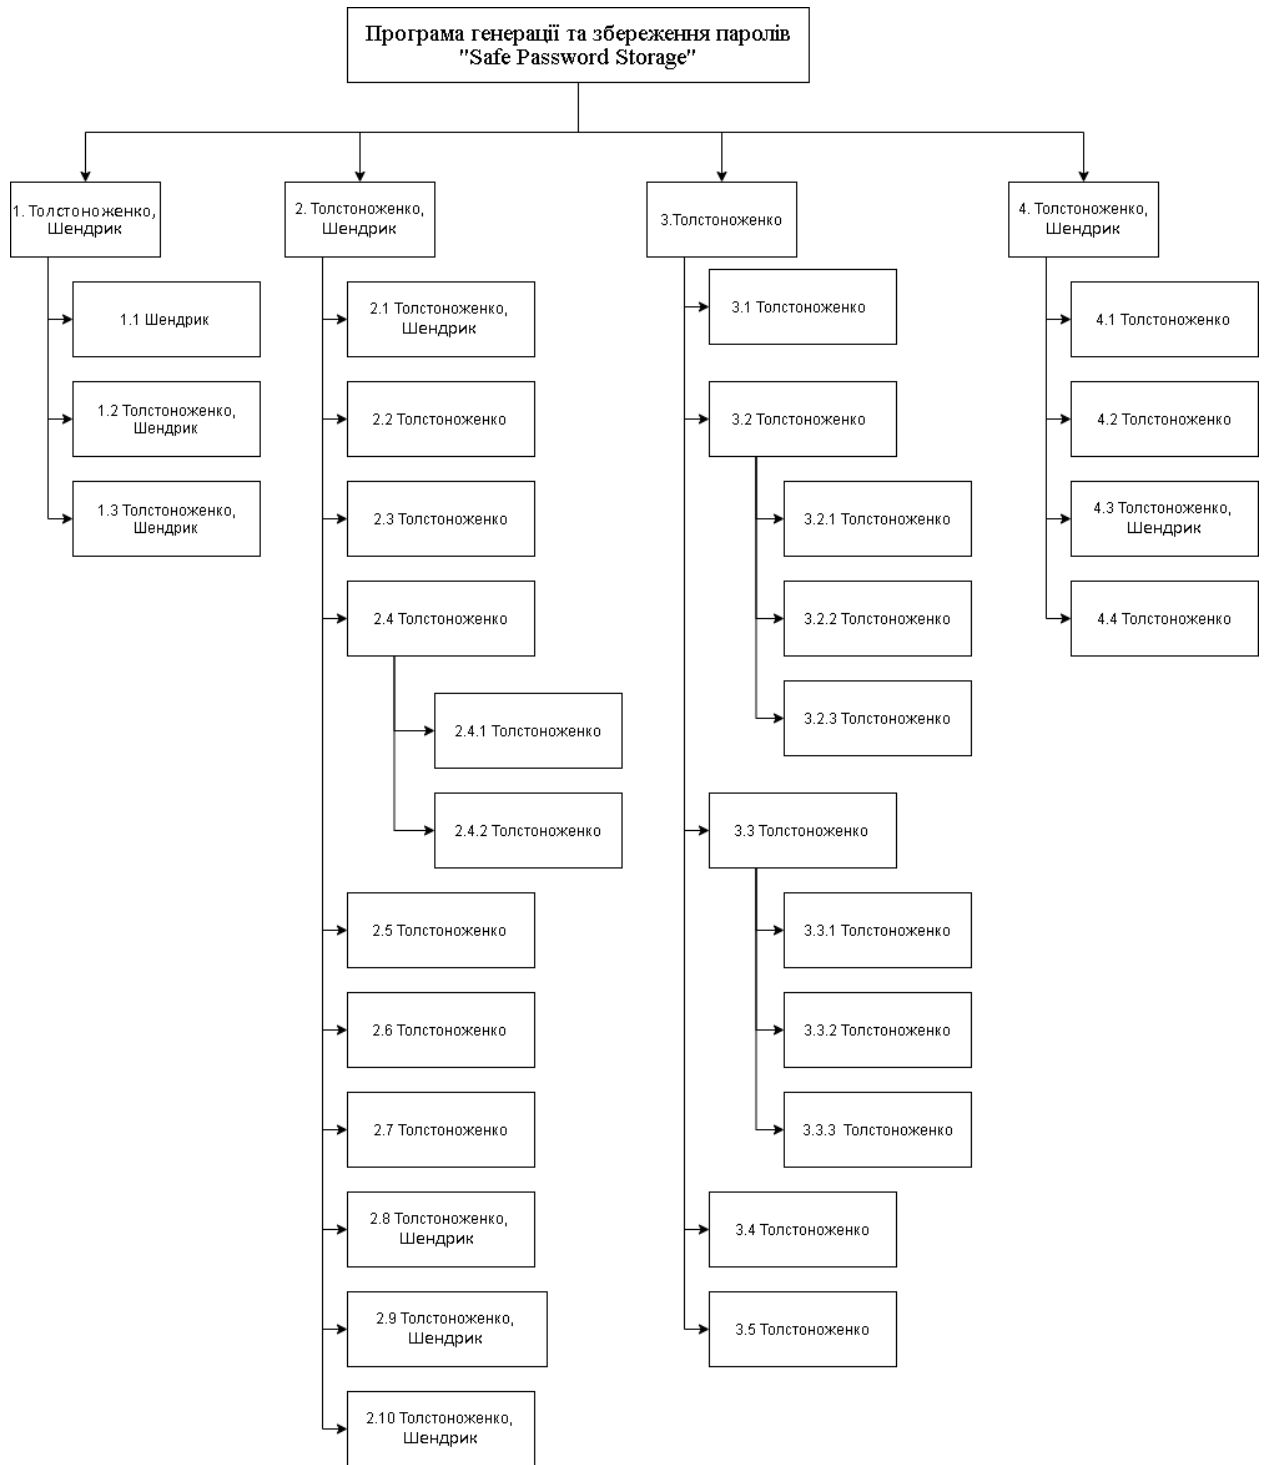 Програма генерації та збереження паролів
"Safe Password Storage"
1. Толстоноженко,
Шендрик
1.1 Шендрик
1.2 Толстоноженко,
Шендрик
1.3 Толстоноженко,
Шендрик
2. Толстоноженко,
Шендрик
2.1 Толстоноженко,
Шендрик
2.2 Толстоноженко
2.3 Толстоноженко
2.4 Толстоноженко
2.4.1 Толстоноженко
2.4.2 Толстоноженко
2.5 Толстоноженко
2.6 Толстоноженко
2.7 Толстоноженко
2.8 Толстоноженко,
Шендрик
2.9 Толстоноженко,
Шендрик
2.10 Толстоноженко,
Шендрик
3.Толстоноженко
3.1 Толстоноженко
3.2 Толстоноженко
3.2.1 Толстоноженко
3.2.2 Толстоноженко
3.2.3 Толстоноженко
3.3 Толстоноженко
3.3.1 Толстоноженко
3.3.2 Толстоноженко
3.3.3 Толстоноженко
3.4 Толстоноженко
3.5 Толстоноженко
4. Толстоноженко,
Шендрик
4.1 Толстоноженко
4.2 Толстоноженко
4.3 Толстоноженко,
Шендрик
4.4 Толстоноженко